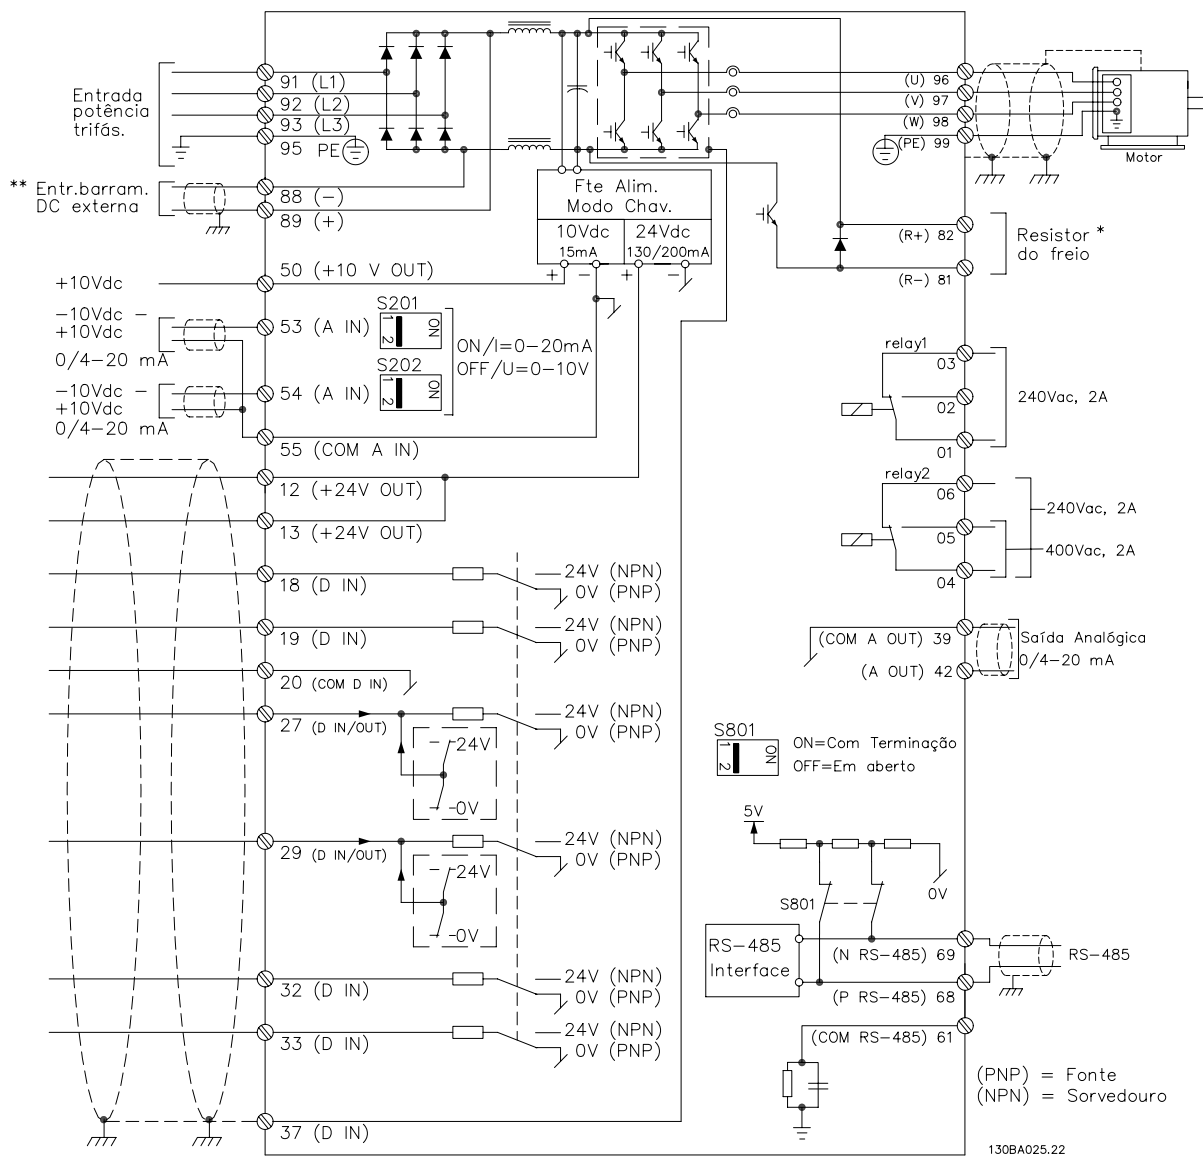 Entrada
potência
trifás.
91 (L1)
92 (L2)
93 (L3)
95 PE
** Entr.barram.
DC externa
88 (−)
89 (+)
Fte Alim.
Modo Chav.
10Vdc
15mA
24Vdc
130/200mA
+ − + −
(U) 96
(V) 97
(W) 98
(PE) 99
Motor
(R+) 82
(R−) 81
Resistor *
do freio
+10Vdc
50 (+10 V OUT)
−10Vdc −
+10Vdc
0/4−20 mA
53 (A IN)
S201
1 2
ON
−10Vdc −
+10Vdc
0/4−20 mA
54 (A IN)
S202
1 2
ON
ON/I=0−20mA
OFF/U=0−10V
55 (COM A IN)
12 (+24V OUT)
13 (+24V OUT)
relay1
03
02
01
240Vac, 2A
relay2
06
05
04
240Vac, 2A
400Vac, 2A
18 (D IN)
24V (NPN)
0V (PNP)
19 (D IN)
24V (NPN)
0V (PNP)
20 (COM D IN)
27 (D IN/OUT)
24V (NPN)
0V (PNP)
24V
0V
29 (D IN/OUT)
24V (NPN)
0V (PNP)
24V
0V
32 (D IN)
24V (NPN)
0V (PNP)
33 (D IN)
24V (NPN)
0V (PNP)
37 (D IN)
(COM A OUT) 39
(A OUT) 42
Saída Analógica
0/4−20 mA
S801
1 2
ON
ON=Com Terminação
OFF=Em aberto
5V
S801
0V
RS−485
Interface
(N RS−485) 69
(P RS−485) 68
RS−485
(COM RS−485) 61
(PNP) = Fonte
(NPN) = Sorvedouro
130BA025.22